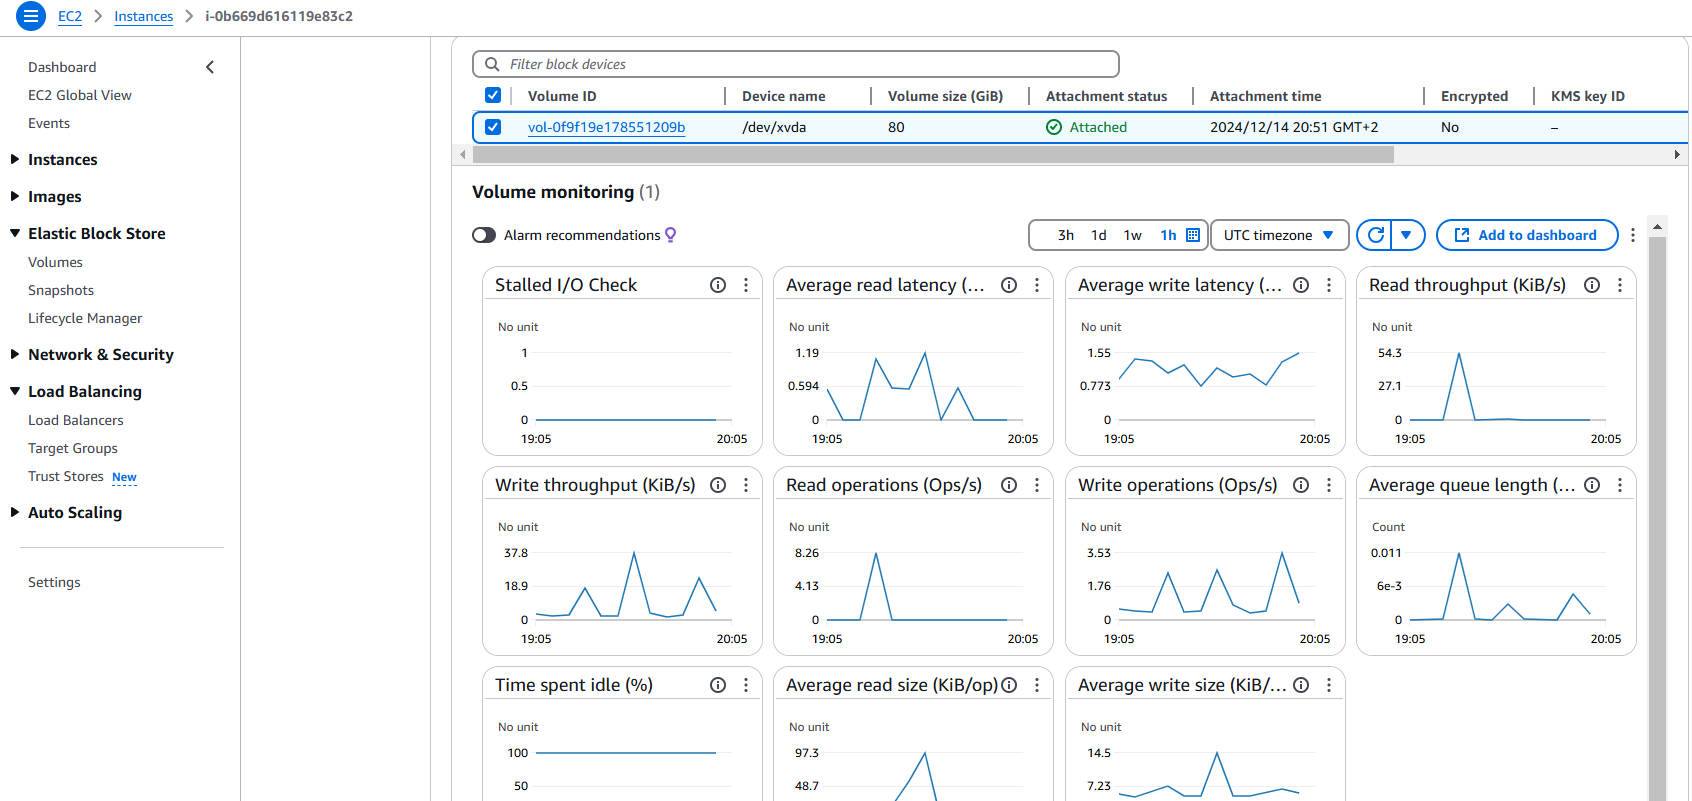 EC2 > Instances > i-0b669d616119e83c2
Dashboard
EC2 Global View
Events
Instances
Images
Elastic Block Store
Volumes
Snapshots
Lifecycle Manager
Network & Security
Load Balancing
Load Balancers
Target Groups
Trust Stores New
Auto Scaling
Settings
Filter block devices
Volume ID Device name Volume size (GiB) Attachment status Attachment time Encrypted KMS key ID
vol-0f9f19e178551209b /dev/xvda 80 Attached 2024/12/14 20:51 GMT+2 No –
Volume monitoring (1)
Alarm recommendations 3h 1d 1w 1h UTC timezone Add to dashboard
Stalled I/O Check
No unit
1
0.5
0
19:05 20:05
Average read latency (...
No unit
1.19
0.594
0
19:05 20:05
Average write latency (...
No unit
1.55
0.773
0
19:05 20:05
Read throughput (KiB/s)
No unit
54.3
27.1
0
19:05 20:05
Write throughput (KiB/s)
No unit
37.8
18.9
0
19:05 20:05
Read operations (Ops/s)
No unit
8.26
4.13
0
19:05 20:05
Write operations (Ops/s)
No unit
3.53
1.76
0
19:05 20:05
Average queue length (...
Count
0.011
6e-3
0
19:05 20:05
Time spent idle (%)
No unit
100
50
Average read size (KiB/op)
No unit
97.3
48.7
Average write size (KiB/...
No unit
14.5
7.23